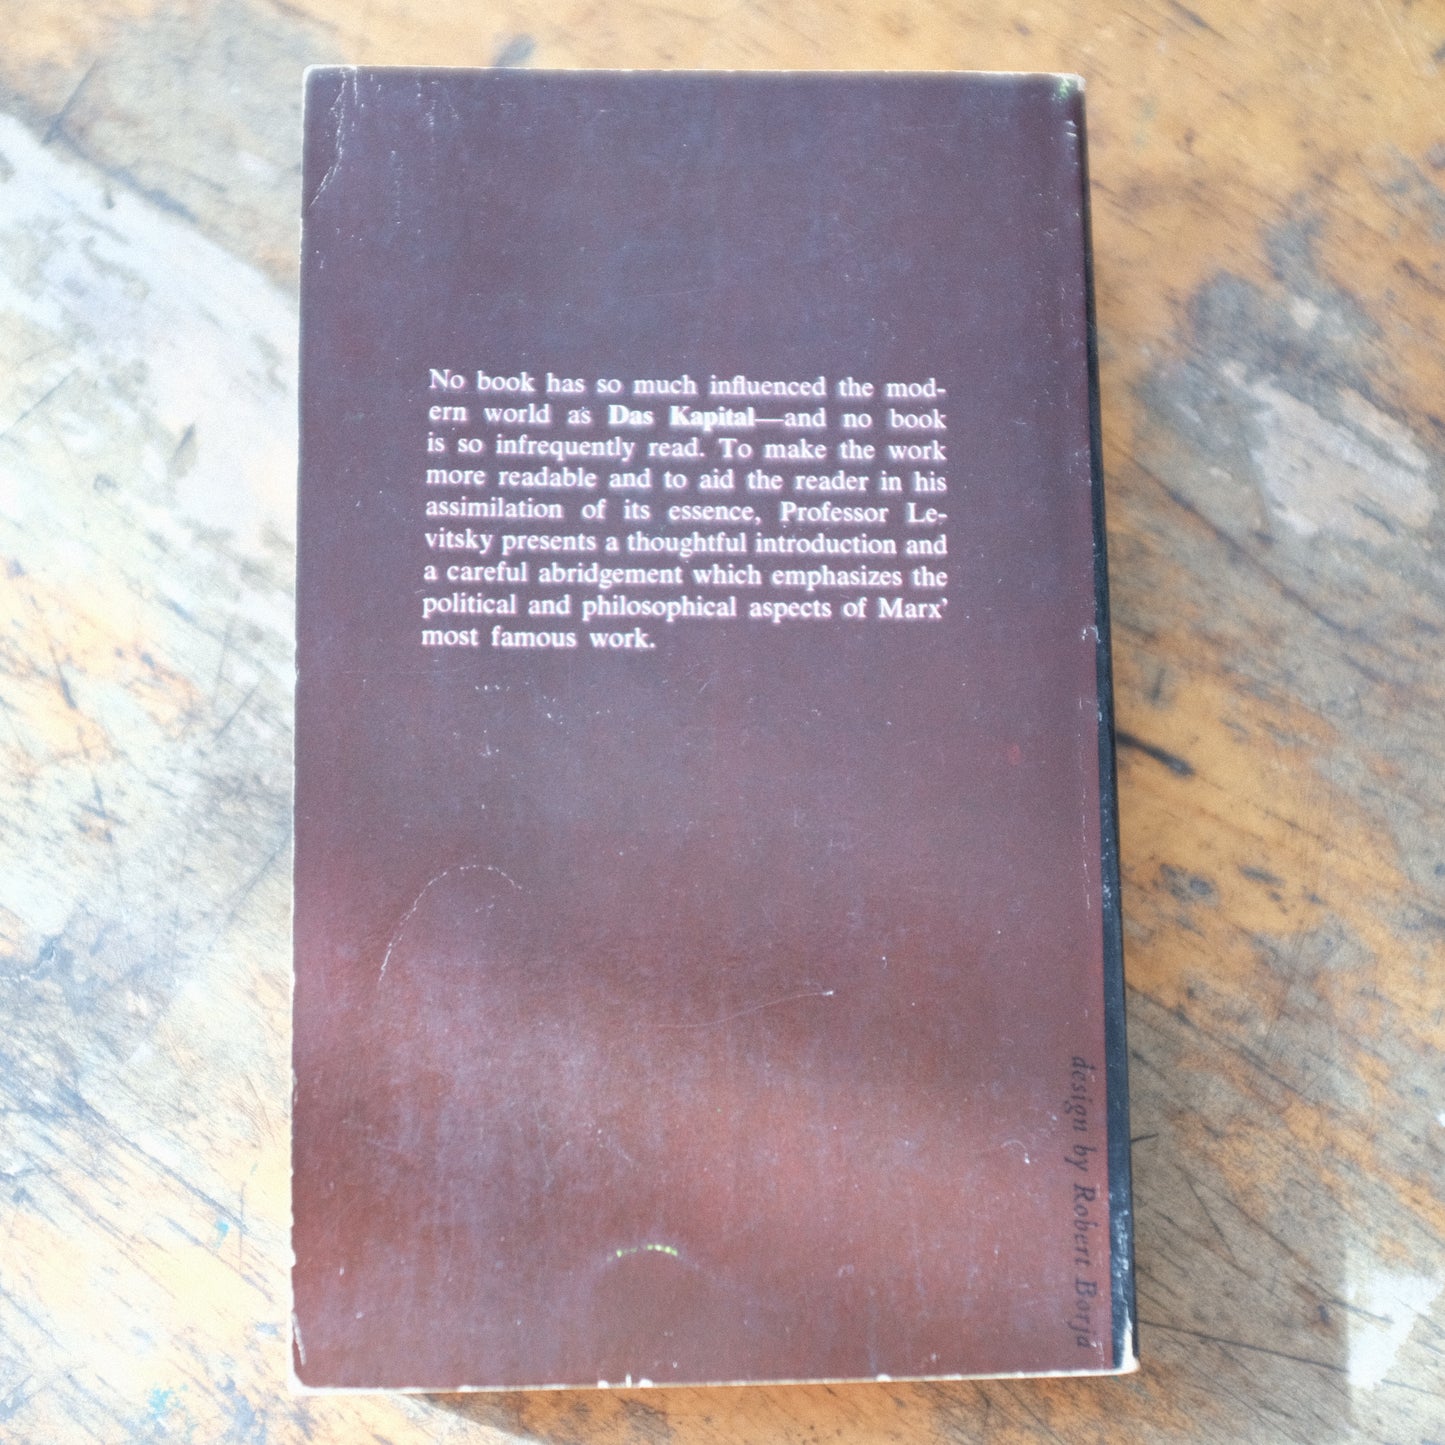 No book has so much influenced the mod-
ern world as Das Kapital—and no book
is so infrequently read. To make the work
more readable and to aid the reader in his
assimilation of its essence, Professor Le-
vitsky presents a thoughtful introduction and
a careful abridgement which emphasizes the
political and philosophical aspects of Marx'
most famous work.
design by Robert Borja